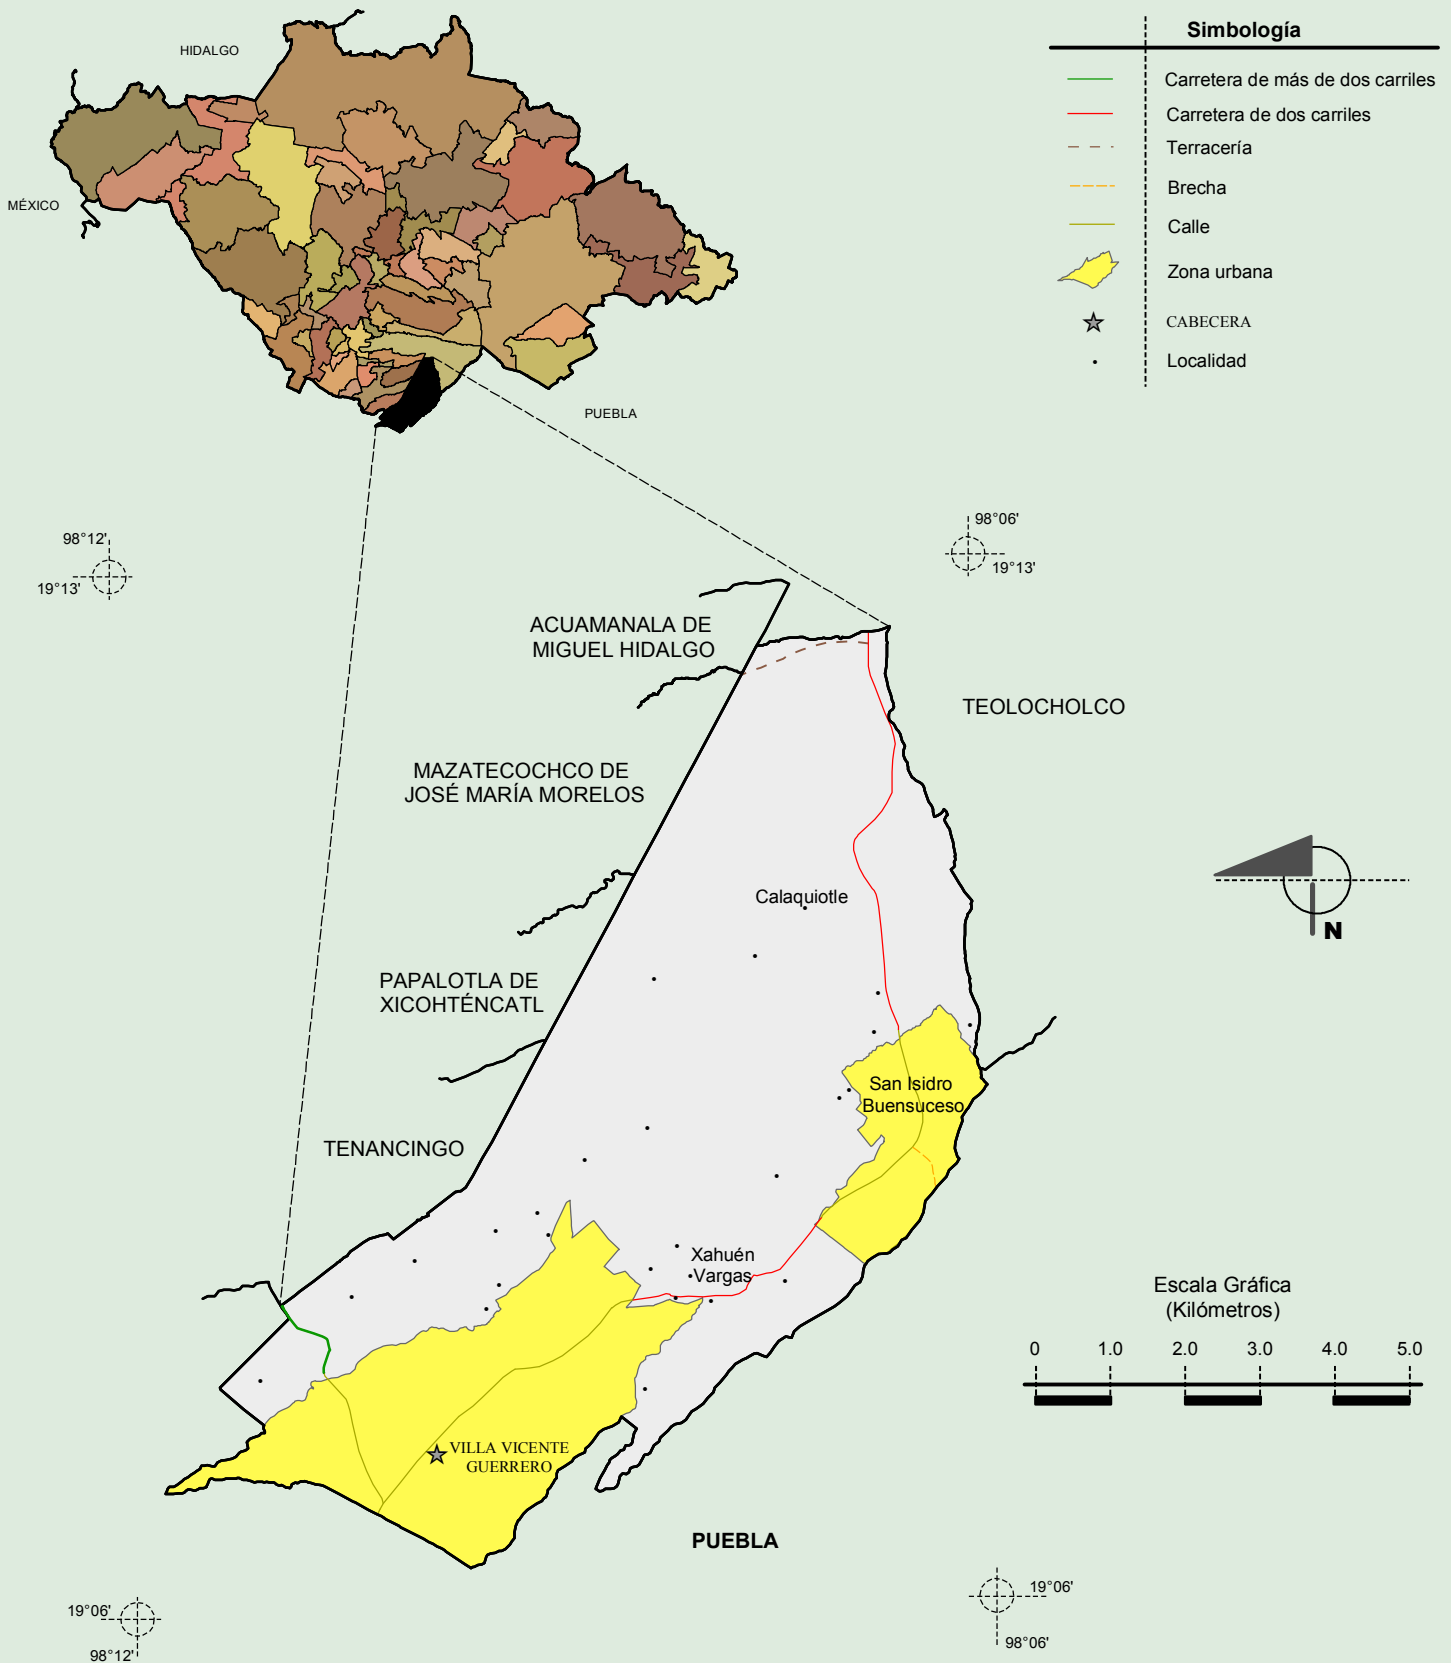 HIDALGO
MÉXICO
PUEBLA
Simbología
Carretera de más de dos carriles
Carretera de dos carriles
Terracería
Brecha
Calle
Zona urbana
CABECERA
Localidad
98°12'
19°13'
98°06'
19°13'
ACUAMANALA DE
MIGUEL HIDALGO
TEOLOCHOLCO
MAZATECOCHCO DE
JOSÉ MARÍA MORELOS
Calaquiotle
N
PAPALOTLA DE
XICOHTÉNCATL
San Isidro
Buensuceso
TENANCINGO
Xahuén
Vargas
Escala Gráfica
(Kilómetros)
0 1.0 2.0 3.0 4.0 5.0
VILLA VICENTE
GUERRERO
PUEBLA
19°06'
98°12'
19°06'
98°06'